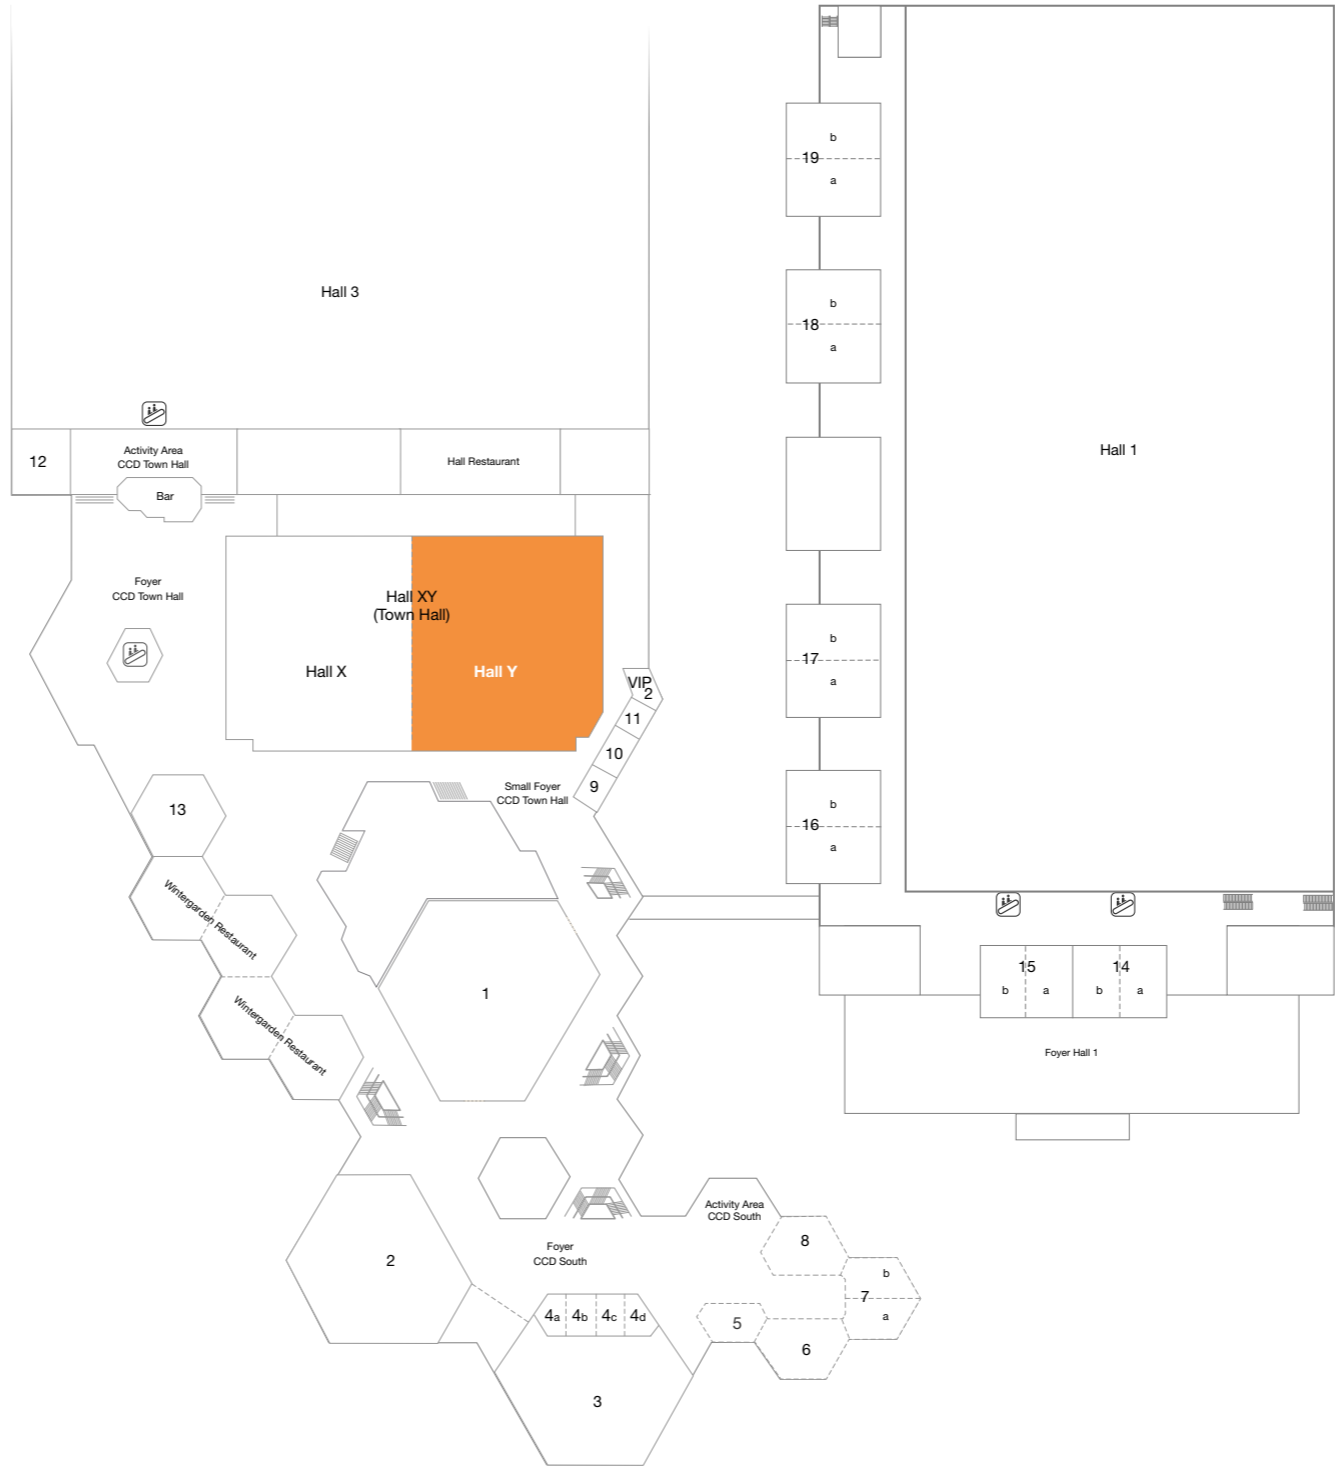 b
19
a
Hall 3
b
18
a
Hall 1
12
Activity Area
CCD Town Hall
Hall Restaurant
Bar
Foyer
CCD Town Hall
Hall XY
(Town Hall)
Hall X
Hall Y
b
17
a
VIP
2
11
10
9
Small Foyer
CCD Town Hall
13
b
16
a
Wintergarden Restaurant
1
15
14
b
a
b
a
Wintergarden Restaurant
Foyer Hall 1
Activity Area
CCD South
8
Foyer
CCD South
2
b
7
a
4a
4b
4c
4d
5
6
3